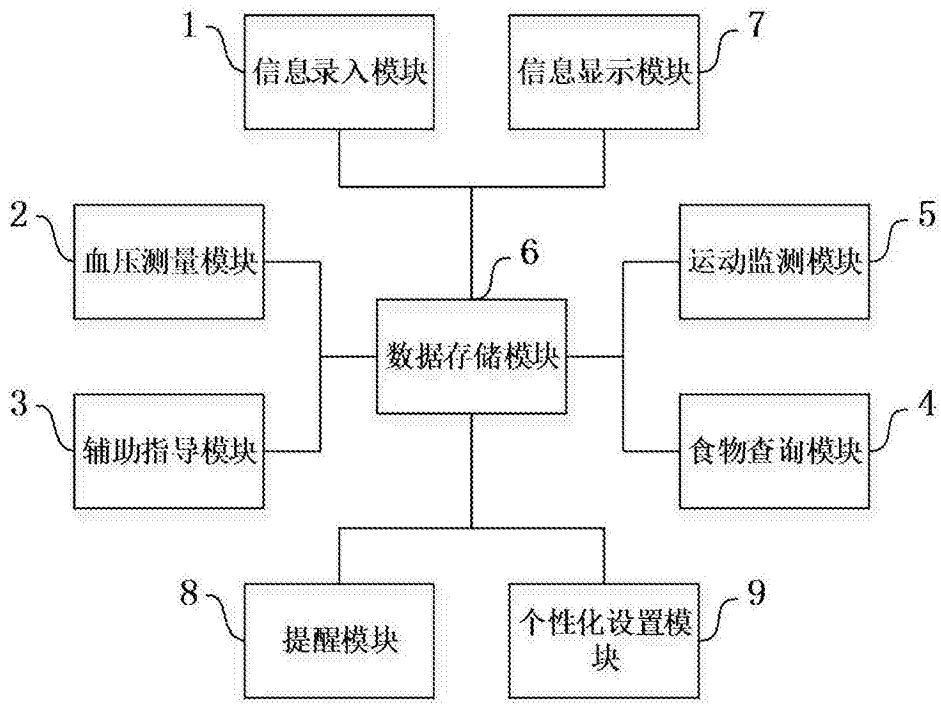 1
信息录入模块
7
信息显示模块
2
血压测量模块
5
运动监测模块
6
数据存储模块
3
辅助指导模块
4
食物查询模块
8
提醒模块
9
个性化设置模
块